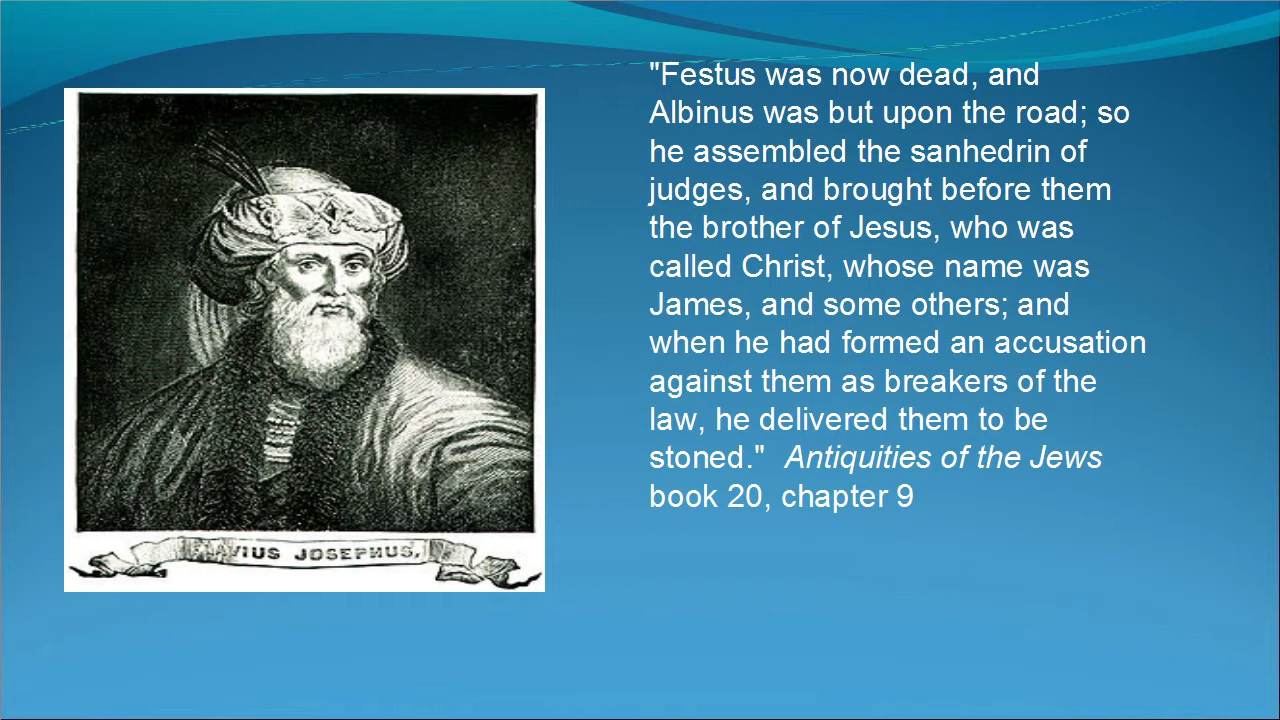 "Festus was now dead, and
Albinus was but upon the road; so
he assembled the sanhedrin of
judges, and brought before them
the brother of Jesus, who was
called Christ, whose name was
James, and some others; and
when he had formed an accusation
against them as breakers of the
law, he delivered them to be
stoned."  Antiquities of the Jews
book 20, chapter 9
FLAVIUS JOSEPHUS.